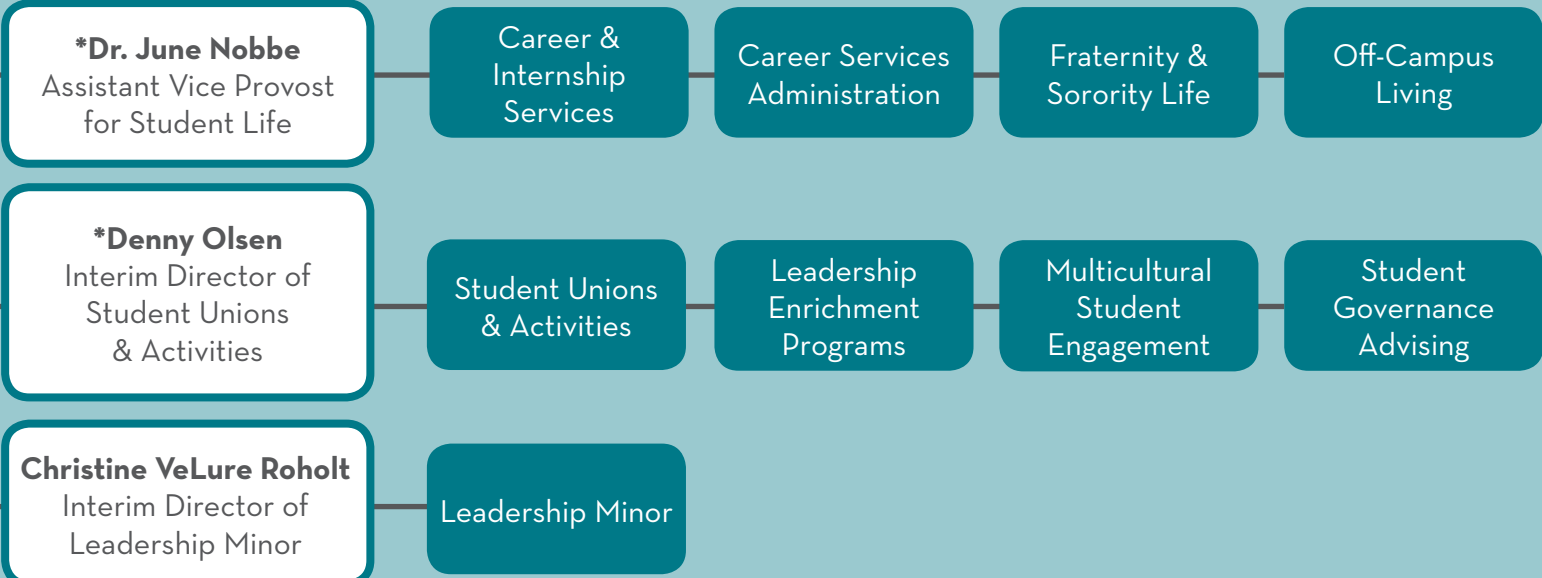 *Dr. June Nobbe
Assistant Vice Provost
for Student Life
Career &
Internship
Services
Career Services
Administration
Fraternity &
Sorority Life
Off-Campus
Living
*Denny Olsen
Interim Director of
Student Unions
& Activities
Student Unions
& Activities
Leadership
Enrichment
Programs
Multicultural
Student
Engagement
Student
Governance
Advising
Christine VeLure Roholt
Interim Director of
Leadership Minor
Leadership Minor